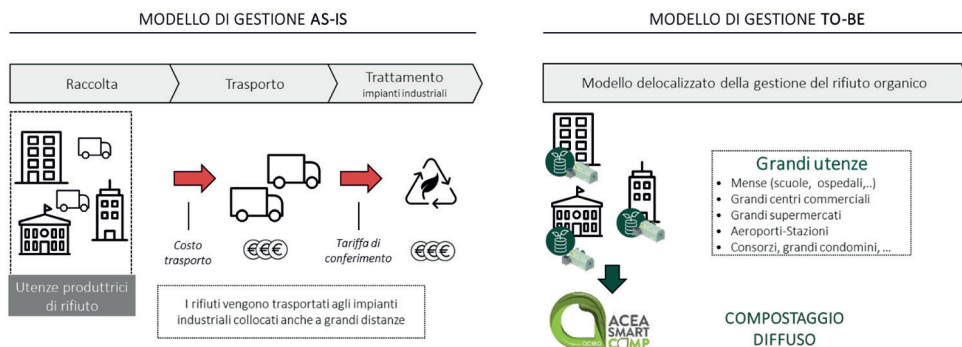 MODELLO DI GESTIONE AS-IS
Raccolta
Trasporto
Trattamento
impianti industriali
Costo
trasporto
€€€
Tariffa di
conferimento
€€€
Utenze produttrici
di rifiuto
I rifiuti vengono trasportati agli impianti
industriali collocati anche a grandi distanze
MODELLO DI GESTIONE TO-BE
Modello delocalizzato della gestione del rifiuto organico
Grandi utenze
• Mense (scuole, ospedali,..)
• Grandi centri commerciali
• Grandi supermercati
• Aeroporti-Stazioni
• Consorzi, grandi condomini, ...
acea
ACEA
SMART
COMP
COMPOSTAGGIO
DIFFUSO